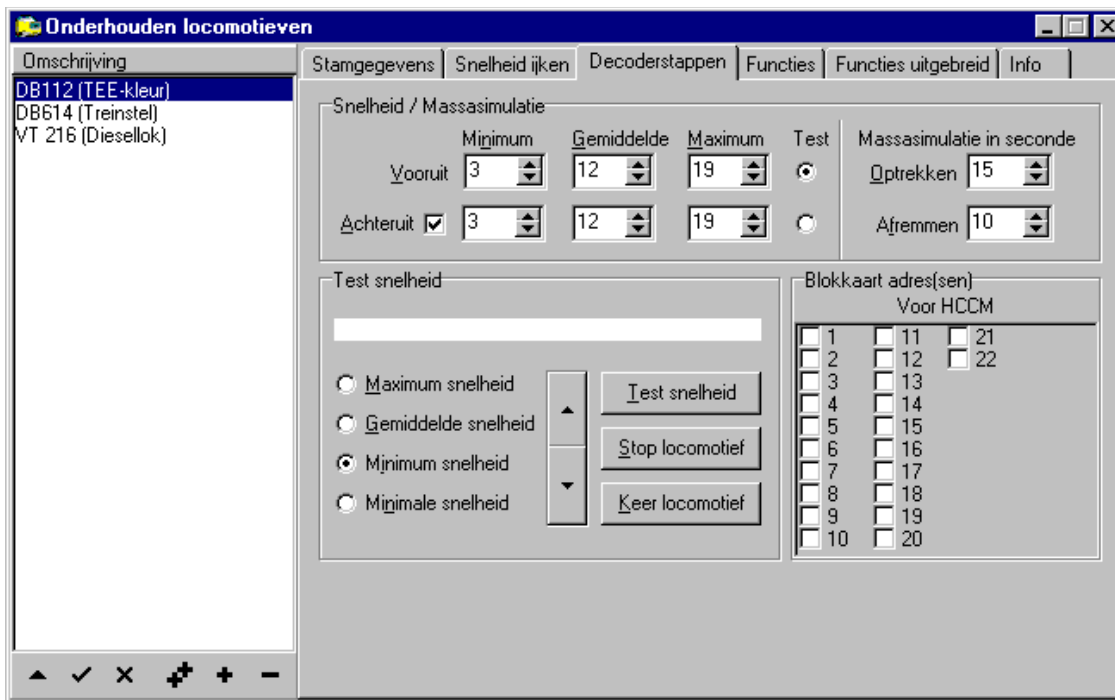 Onderhouden locomotieven
Omschrijving
DB112 (TEE-kleur)
DB614 (Treinstel)
VT 216 (Diesellok)
Stamgegevens Snelheid ijken Decoderstappen Functies Functies uitgebreid Info
Snelheid / Massasimulatie
Minimum Gemiddelde Maximum Test Massasimulatie in seconde
Vooruit 3 12 19 Optrekken 15
Achteruit 3 12 19 Afremmen 10
Test snelheid
Maximum snelheid
Gemiddelde snelheid
Minimum snelheid
Minimale snelheid
Test snelheid
Stop locomotief
Keer locomotief
Blokkaart adres(sen)
Voor HCCM
1 11 21
2 12 22
3 13
4 14
5 15
6 16
7 17
8 18
9 19
10 20